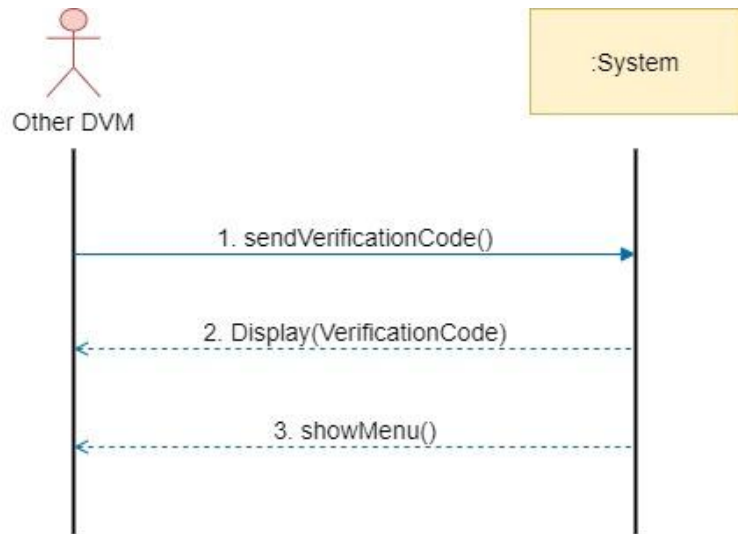 :System
Other DVM
1. sendVerificationCode()
2. Display(VerificationCode)
3. showMenu()